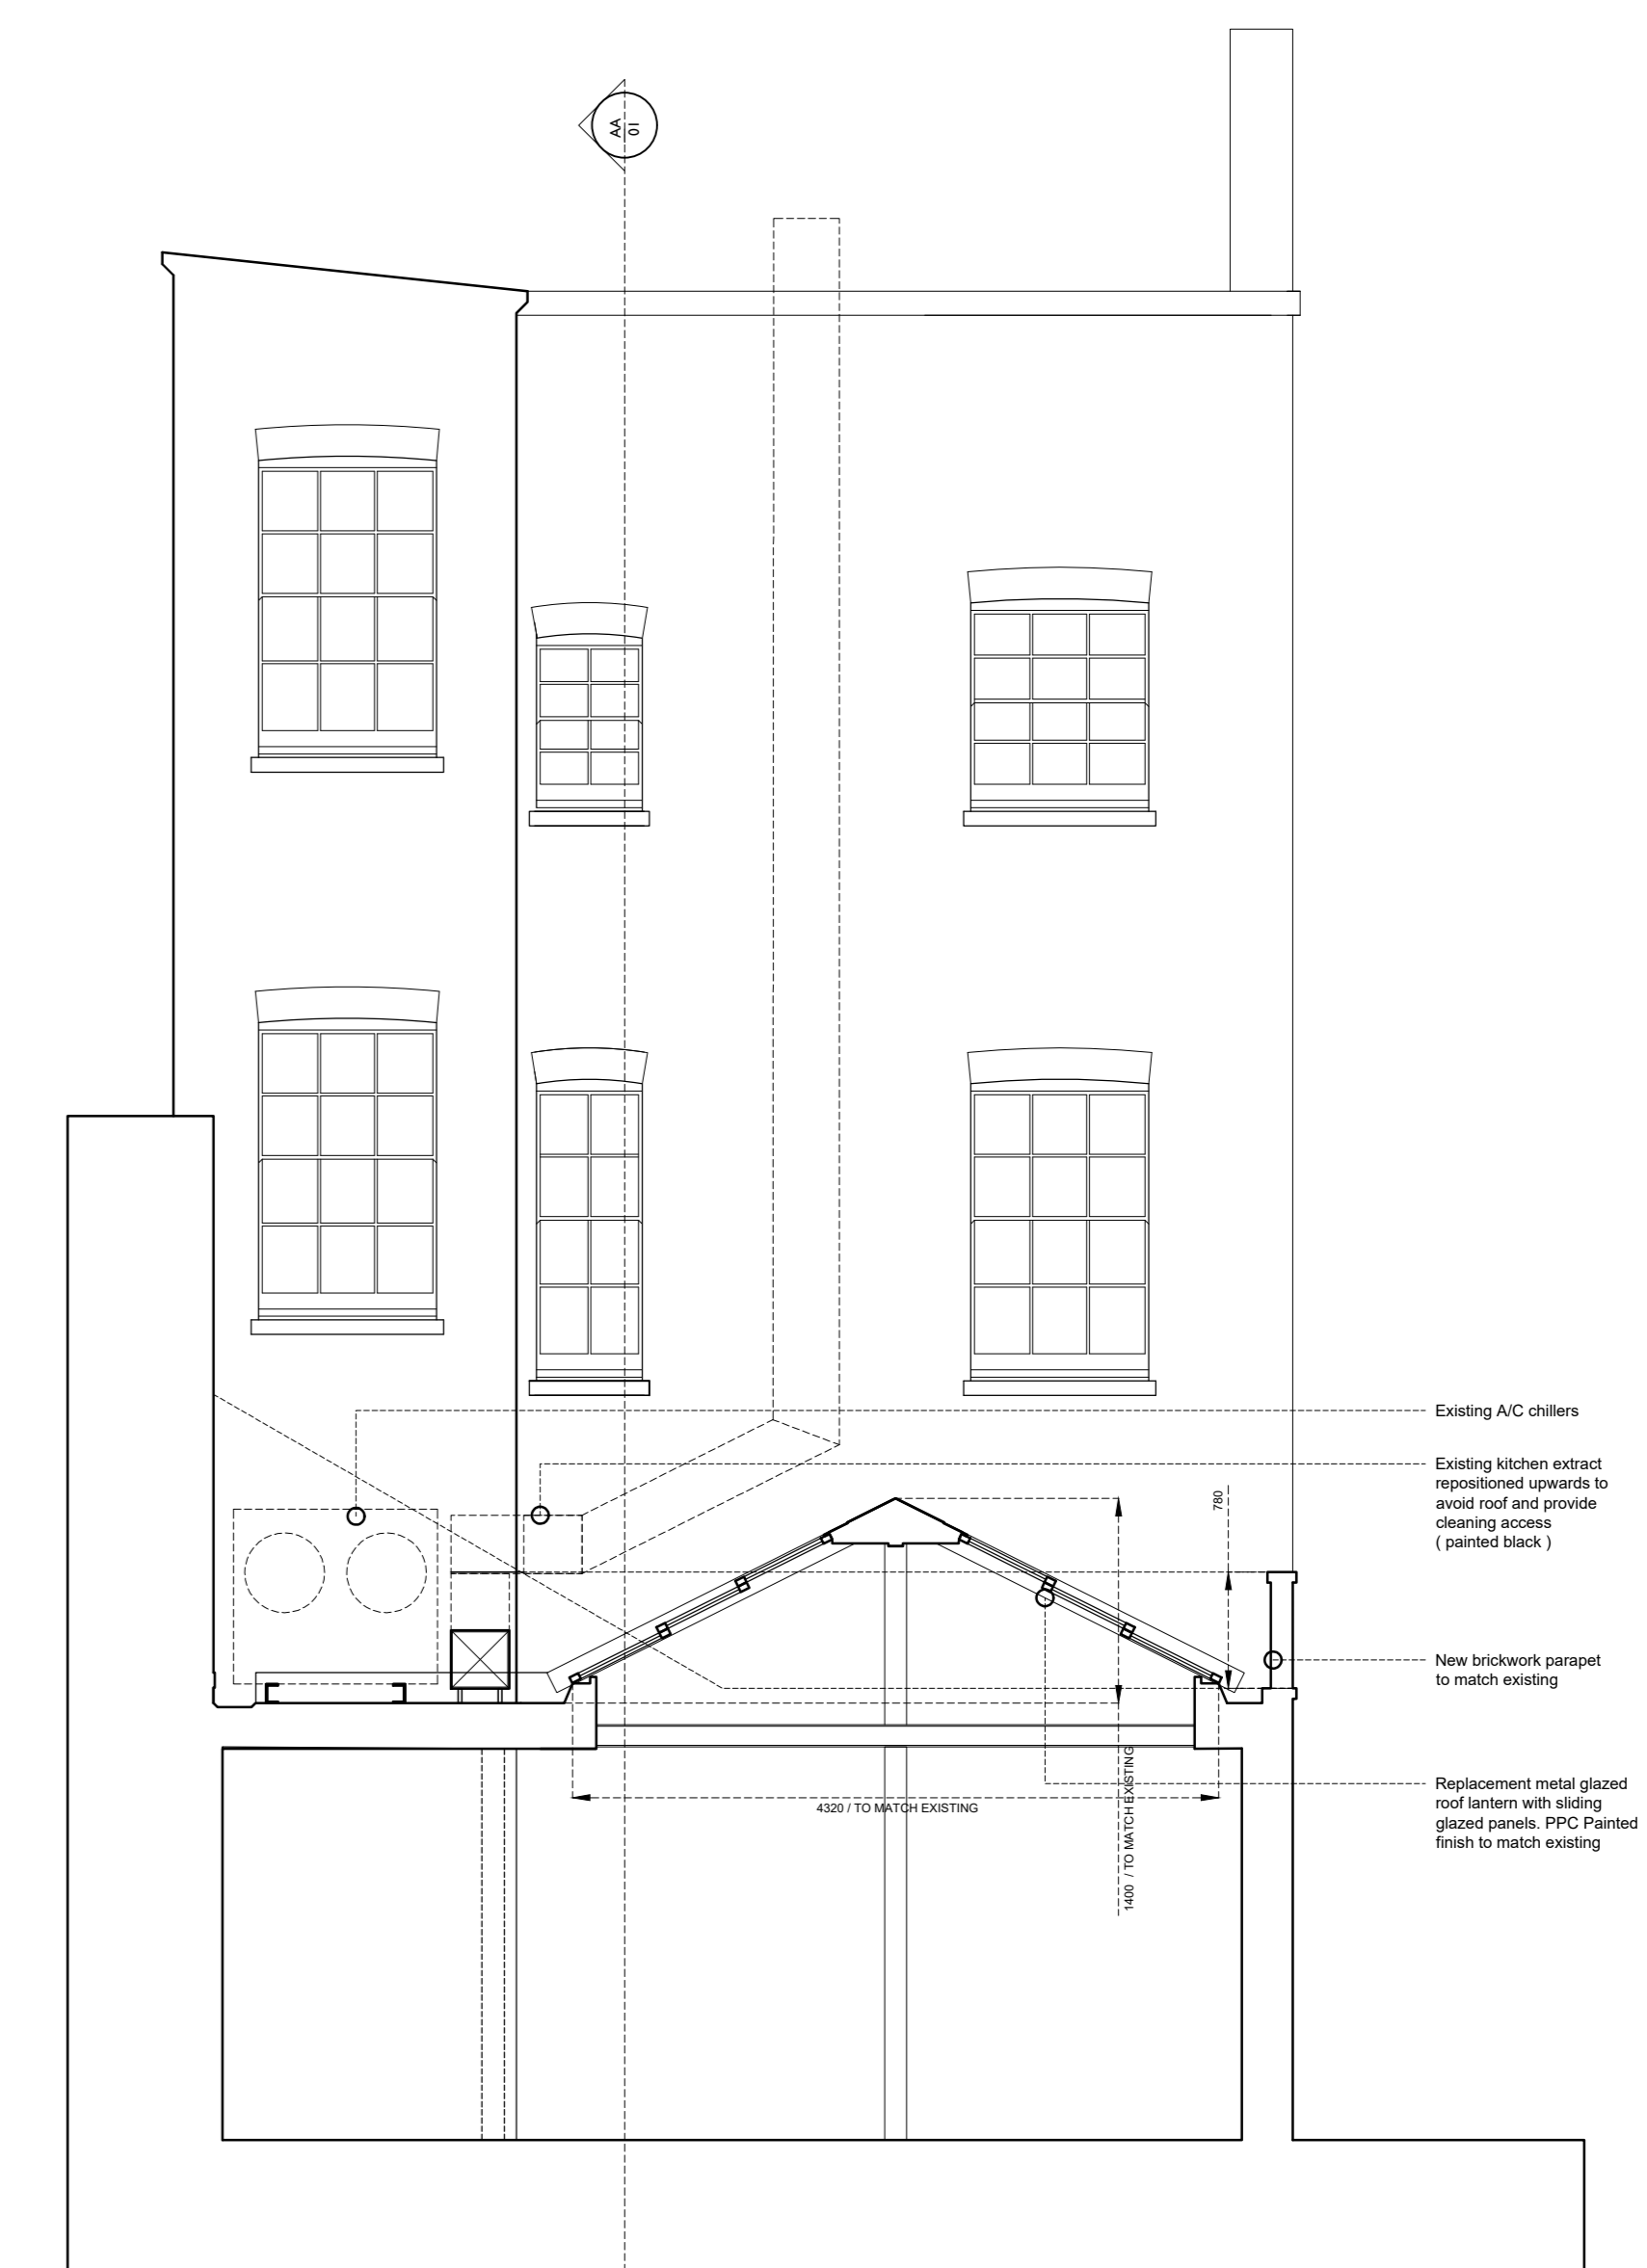 AA
01
Existing A/C chillers
Existing kitchen extract
repositioned upwards to
avoid roof and provide
cleaning access
( painted black )
780
New brickwork parapet
to match existing
Replacement metal glazed
roof lantern with sliding
glazed panels. PPC Painted
finish to match existing
4320 / TO MATCH EXISTING
1400 / TO MATCH EXISTING